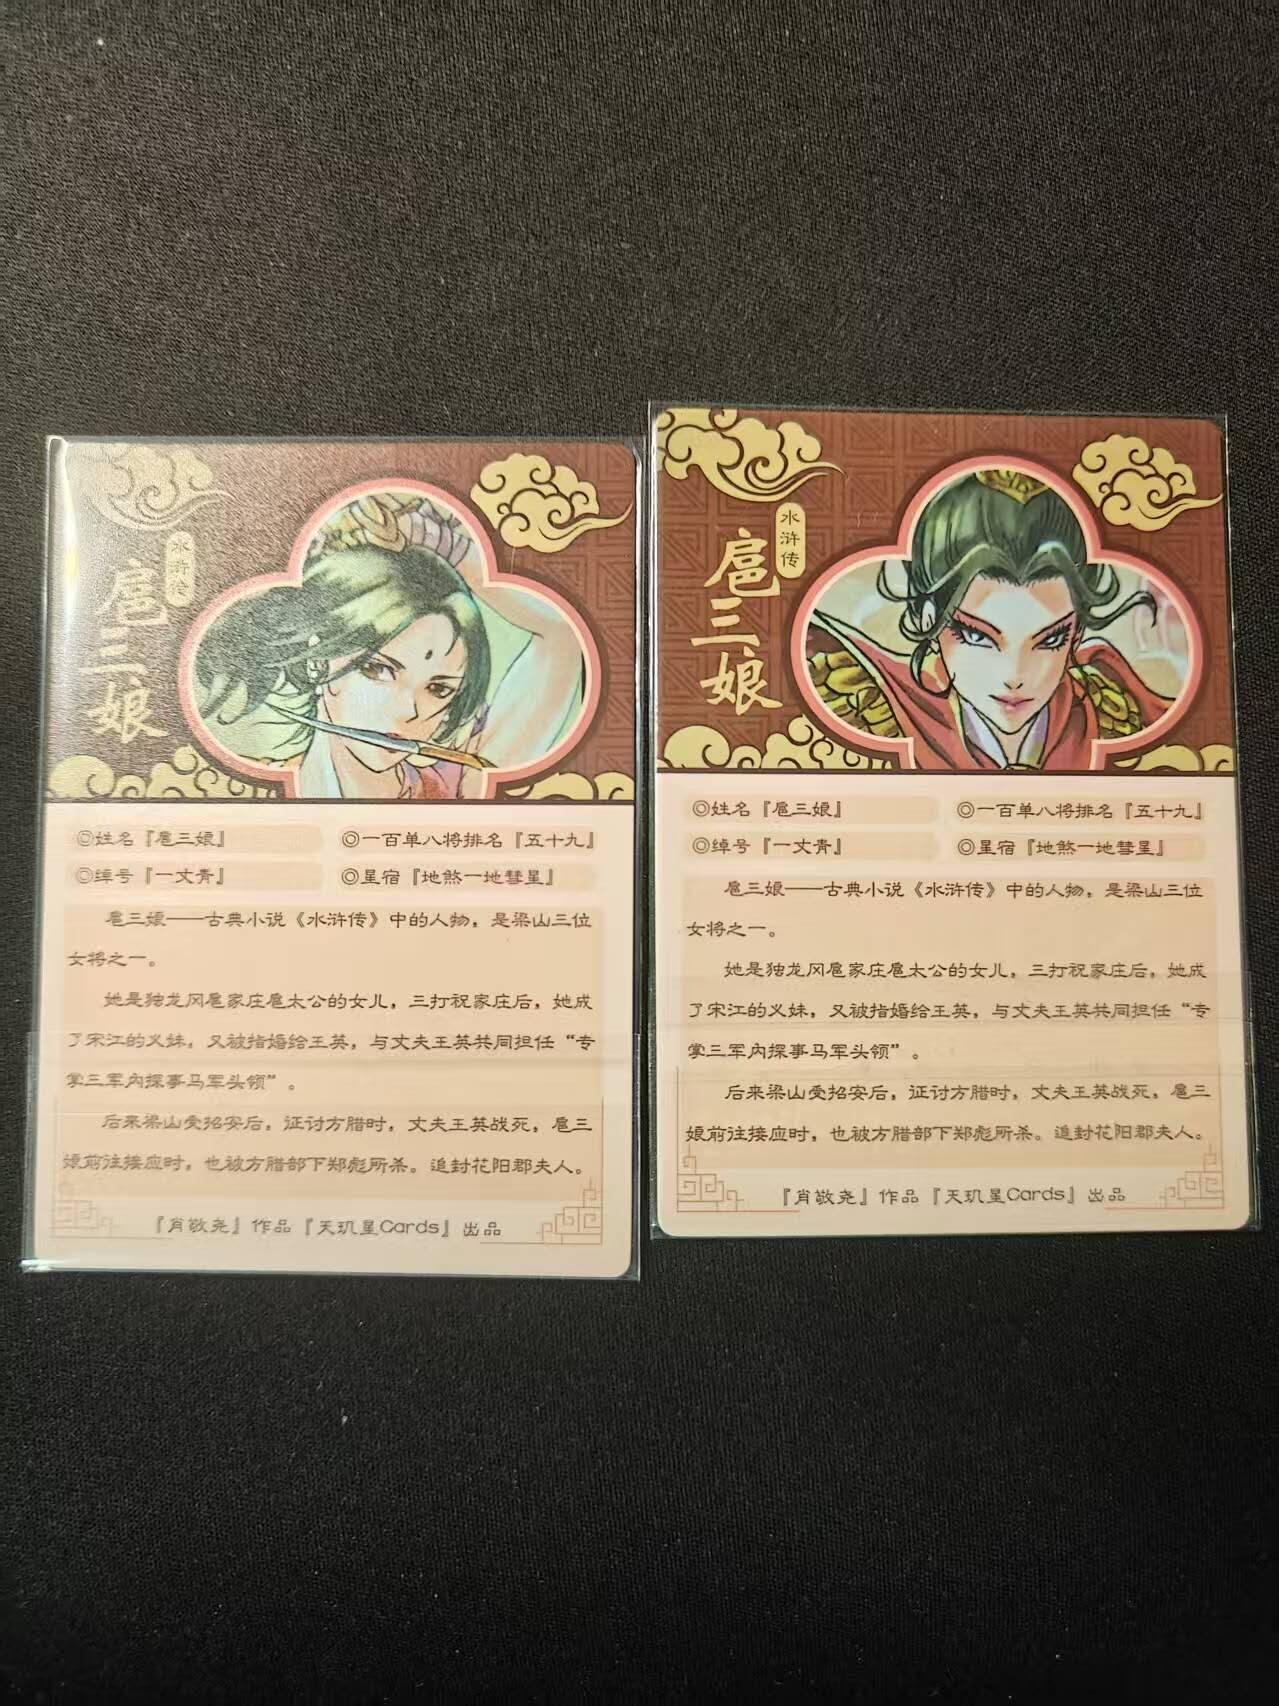 水浒传
扈三娘
◎姓名『扈三娘』
◎一百单八将排名『五十九』
◎绰号『一丈青』
◎星宿『地煞一地彗星』
扈三娘——古典小说《水浒传》中的人物，是梁山三位
女将之一。
她是独龙冈扈家庄扈太公的女儿，三打祝家庄后，她成
了宋江的义妹，又被指婚给王英，与丈夫王英共同担任“专
掌三军内探事马军头领”。
后来梁山受招安后，证讨方腊时，丈夫王英战死，扈三
娘前往接应时，也被方腊部下郑彪所杀。追封花阳郡夫人。
『肖敬尧』作品『天玑星Cards』出品
水浒传
扈三娘
◎姓名『扈三娘』
◎一百单八将排名『五十九』
◎绰号『一丈青』
◎星宿『地煞一地彗星』
扈三娘——古典小说《水浒传》中的人物，是梁山三位
女将之一。
她是独龙冈扈家庄扈太公的女儿，三打祝家庄后，她成
了宋江的义妹，又被指婚给王英，与丈夫王英共同担任“专
掌三军内探事马军头领”。
后来梁山受招安后，证讨方腊时，丈夫王英战死，扈三
娘前往接应时，也被方腊部下郑彪所杀。追封花阳郡夫人。
『肖敬尧』作品『天玑星Cards』出品